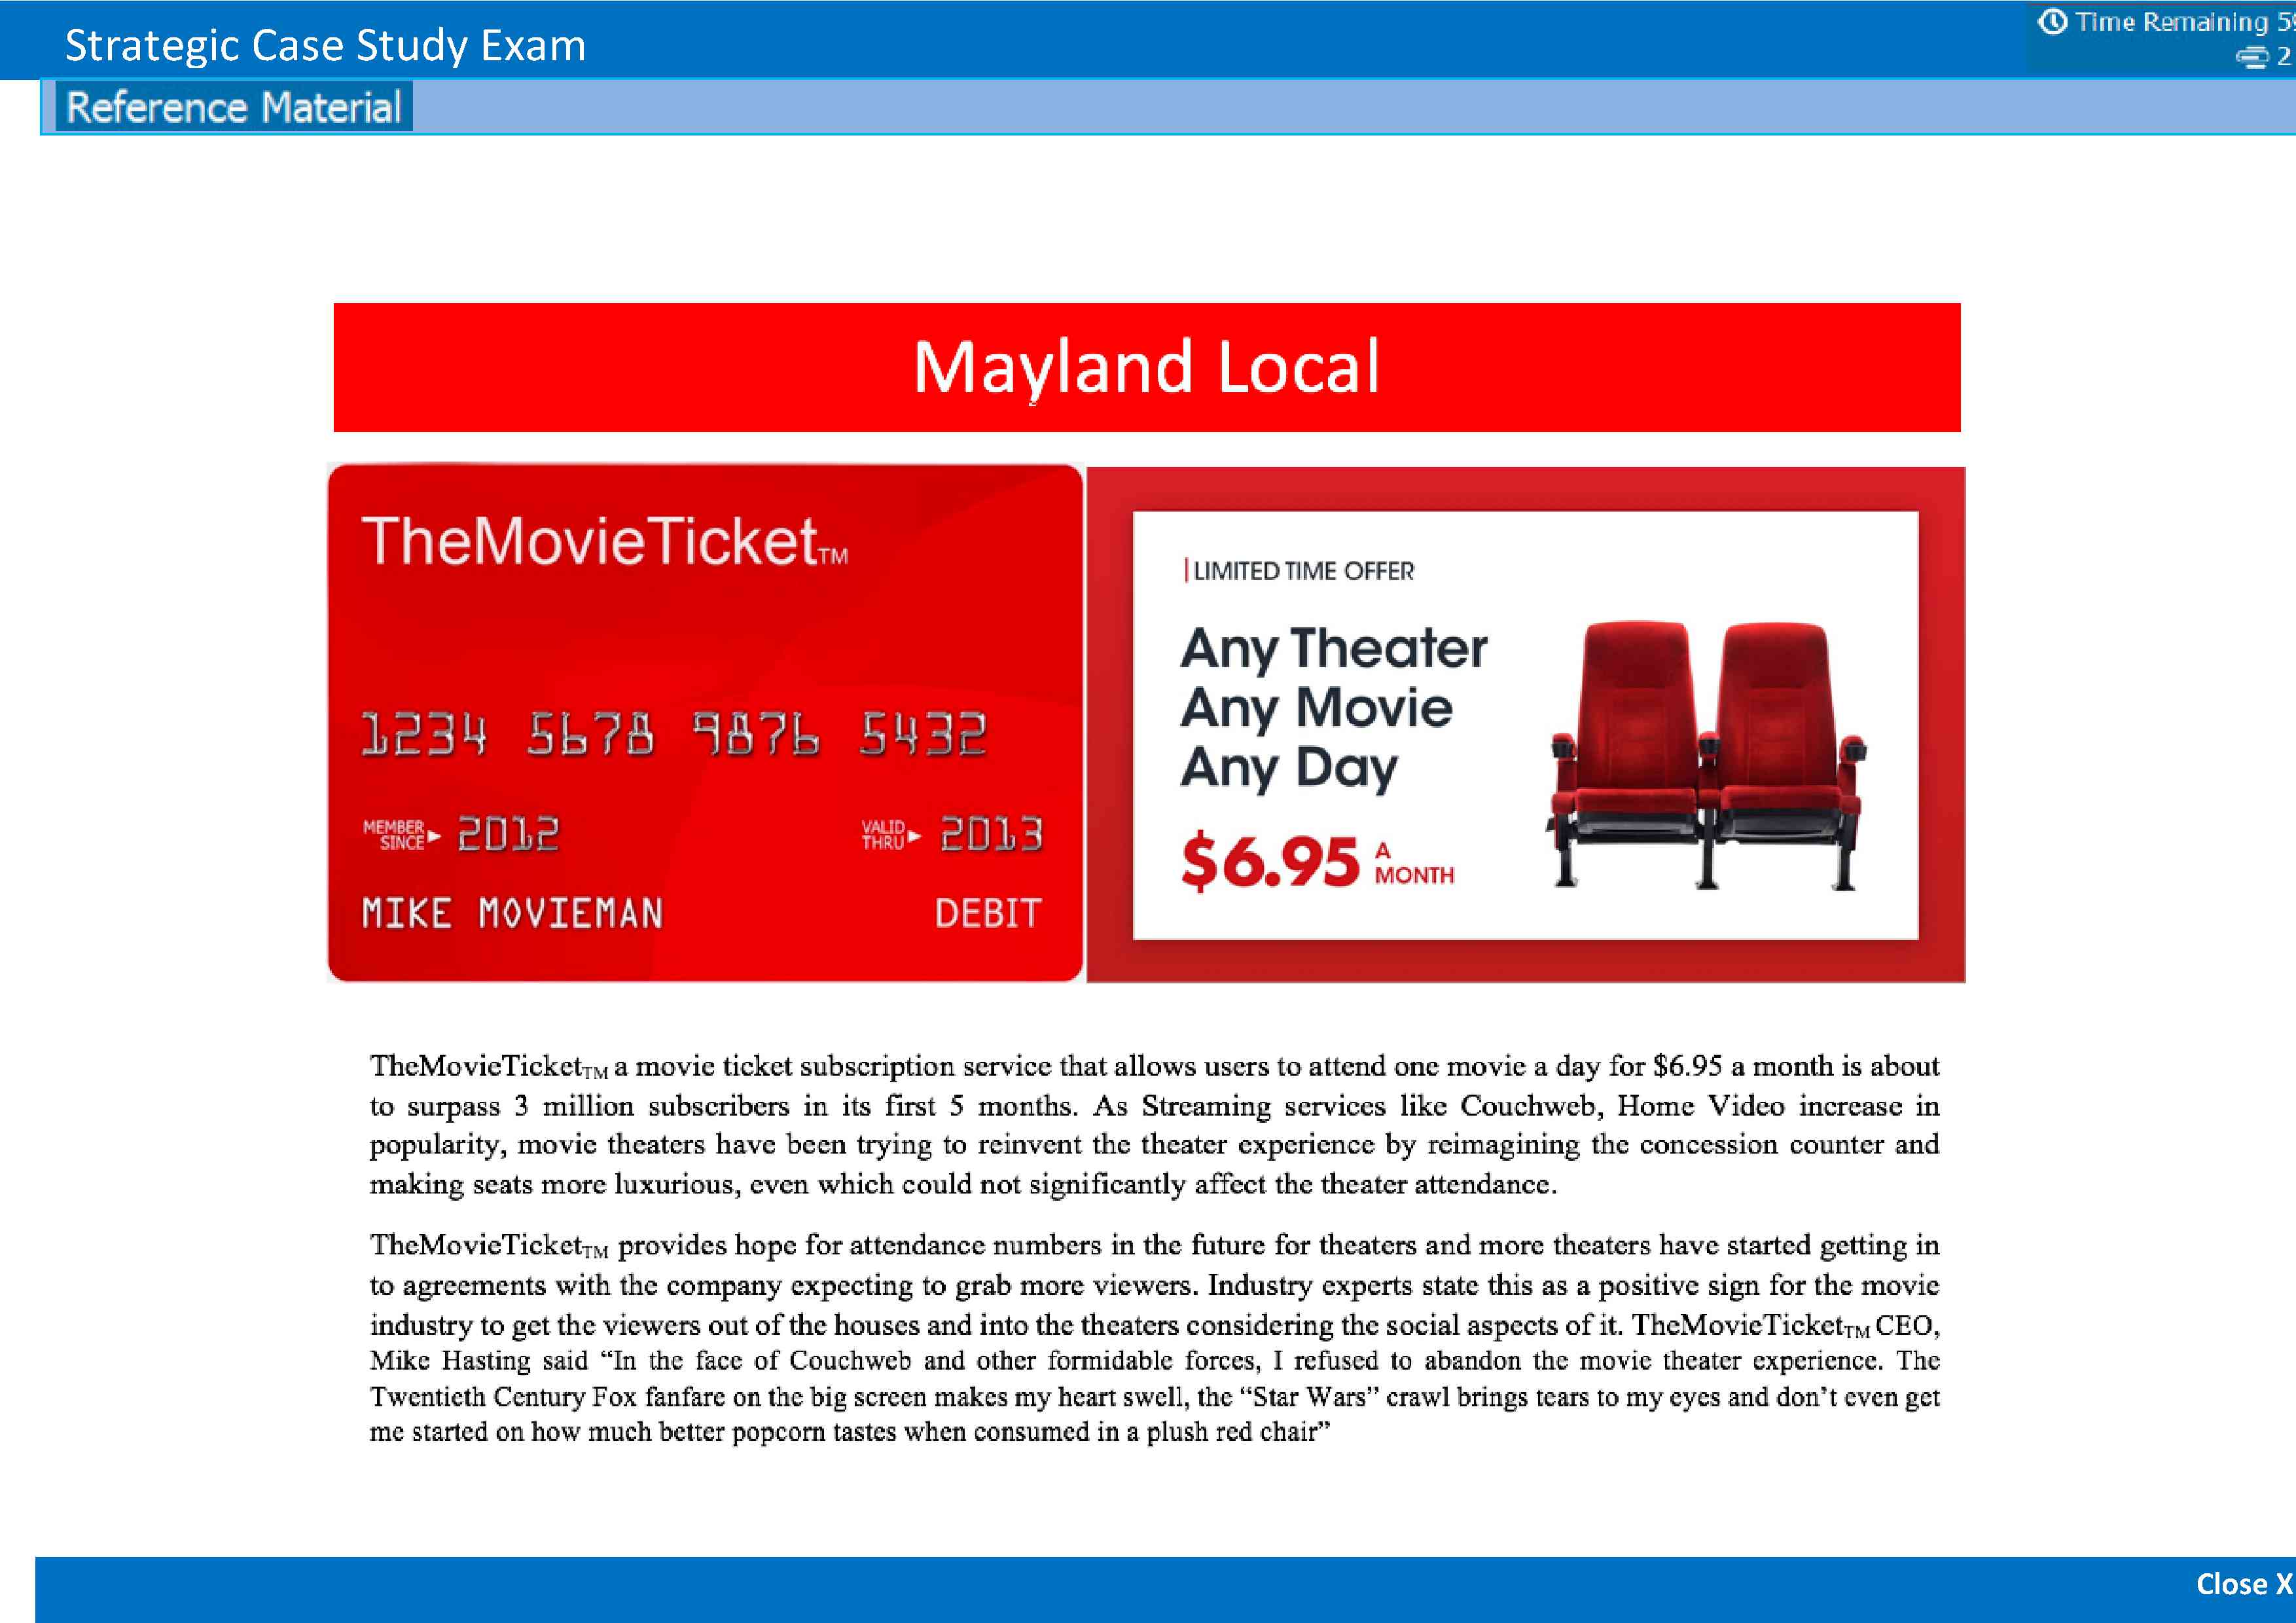 Strategic Case Study Exam
Time Remaining 5
2
Reference Material
Mayland Local
TheMovieTicket™
1234 5678 9876 5432
MEMBER SINCE 2012 VALID THRU 2013
MIKE MOVIEMAN DEBIT
LIMITED TIME OFFER
Any Theater
Any Movie
Any Day
$6.95 A MONTH
TheMovieTicketTM a movie ticket subscription service that allows users to attend one movie a day for $6.95 a month is about
to surpass 3 million subscribers in its first 5 months. As Streaming services like Couchweb, Home Video increase in
popularity, movie theaters have been trying to reinvent the theater experience by reimagining the concession counter and
making seats more luxurious, even which could not significantly affect the theater attendance.
TheMovieTicketTM provides hope for attendance numbers in the future for theaters and more theaters have started getting in
to agreements with the company expecting to grab more viewers. Industry experts state this as a positive sign for the movie
industry to get the viewers out of the houses and into the theaters considering the social aspects of it. TheMovieTicketTM CEO,
Mike Hasting said “In the face of Couchweb and other formidable forces, I refused to abandon the movie theater experience. The
Twentieth Century Fox fanfare on the big screen makes my heart swell, the “Star Wars” crawl brings tears to my eyes and don’t even get
me started on how much better popcorn tastes when consumed in a plush red chair”
Close X